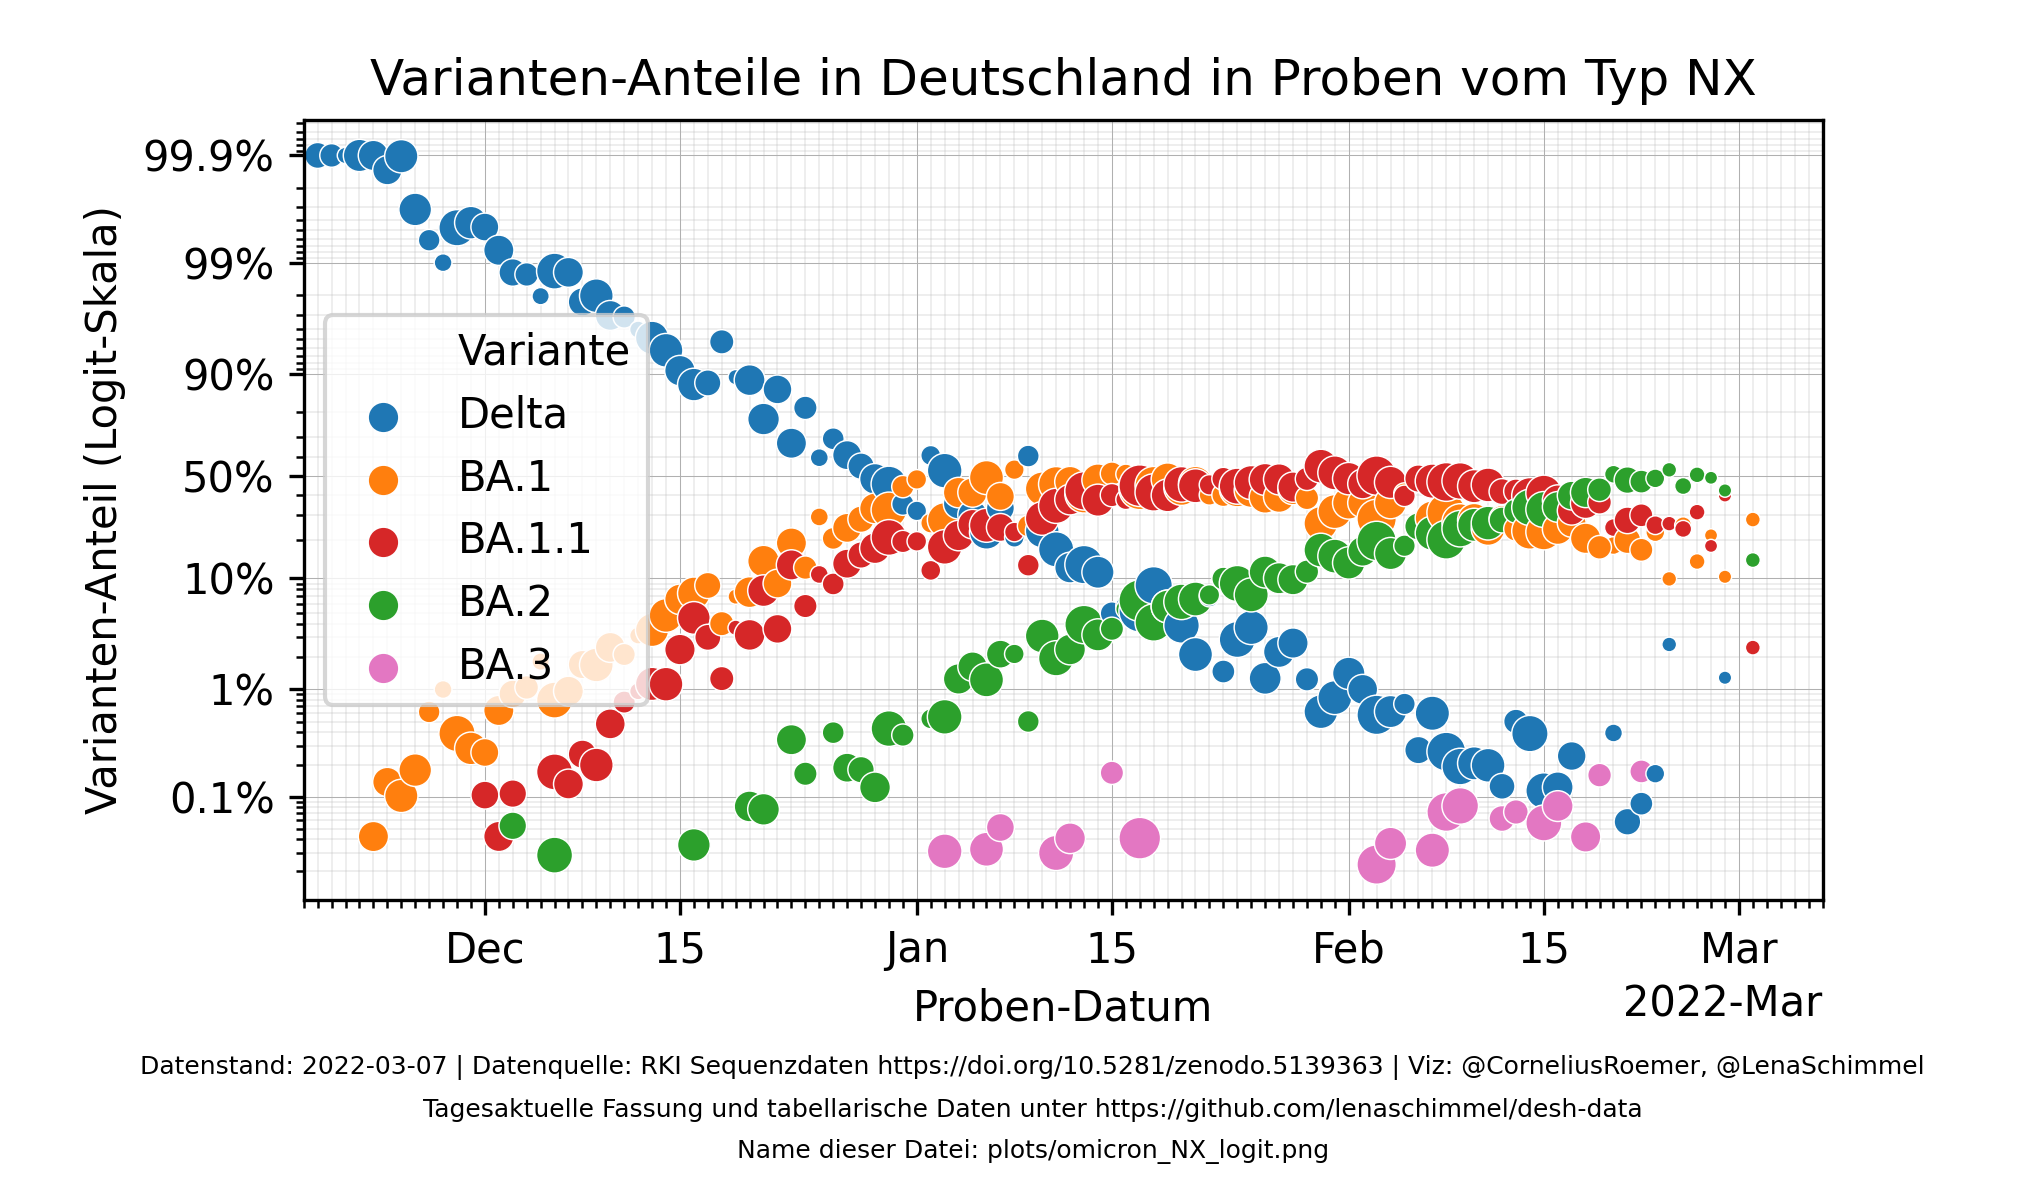 Varianten-Anteile in Deutschland in Proben vom Typ NX
Varianten-Anteil (Logit-Skala)
99.9%
99%
90%
50%
10%
1%
0.1%
Variante
Delta
BA.1
BA.1.1
BA.2
BA.3
Dec
15
Jan
15
Feb
15
Mar
Proben-Datum
2022-Mar
Datenstand: 2022-03-07 | Datenquelle: RKI Sequenzdaten https://doi.org/10.5281/zenodo.5139363 | Viz: @CorneliusRoemer, @LenaSchimmel
Tagesaktuelle Fassung und tabellarische Daten unter https://github.com/lenaschimmel/desh-data
Name dieser Datei: plots/omicron_NX_logit.png